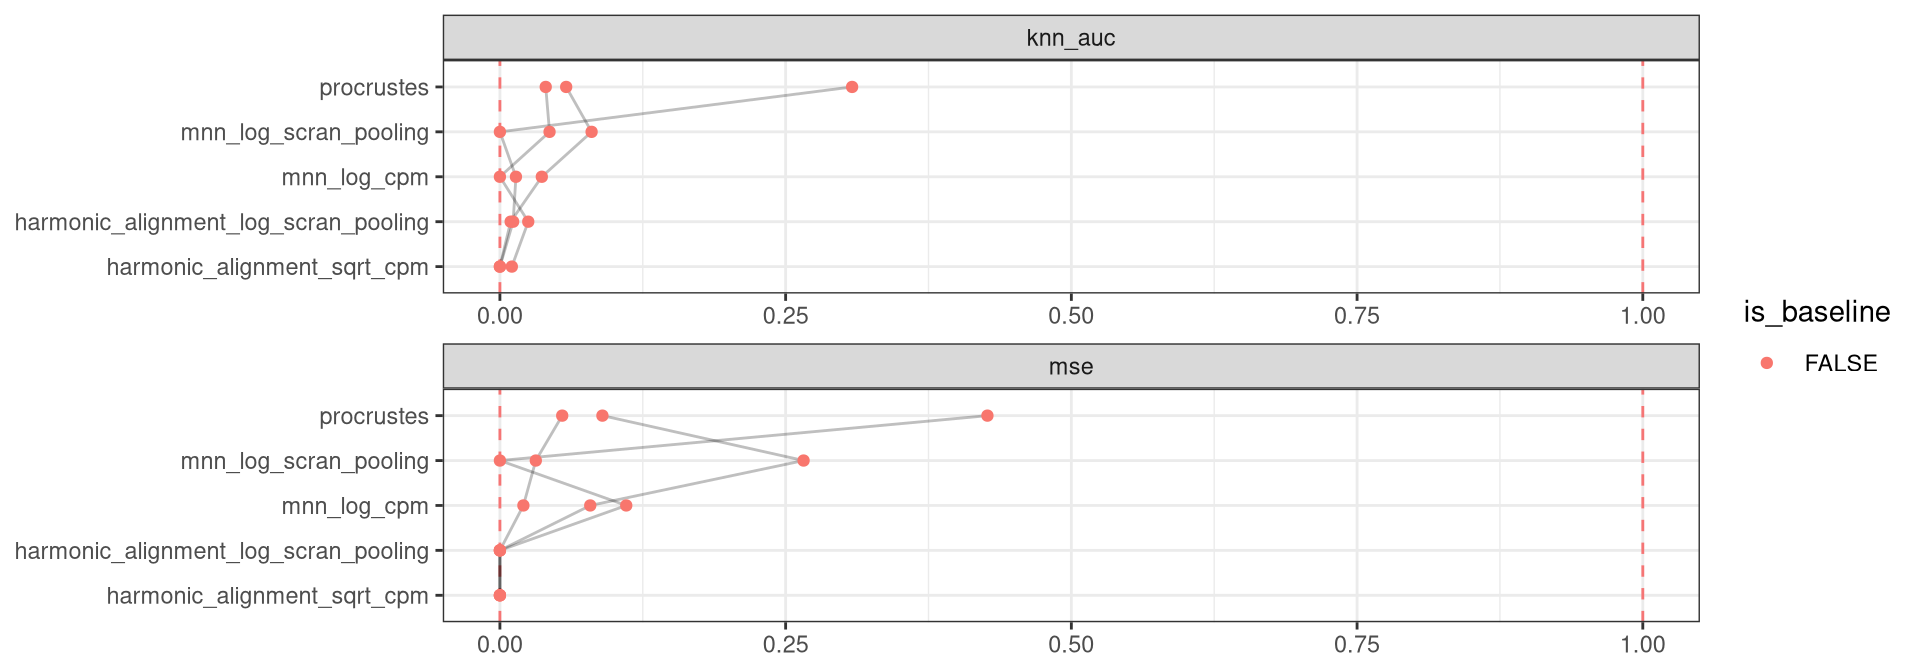 knn_auc
procrustes
mnn_log_scran_pooling
mnn_log_cpm
harmonic_alignment_log_scran_pooling
harmonic_alignment_sqrt_cpm
0.00 0.25 0.50 0.75 1.00
mse
procrustes
mnn_log_scran_pooling
mnn_log_cpm
harmonic_alignment_log_scran_pooling
harmonic_alignment_sqrt_cpm
0.00 0.25 0.50 0.75 1.00
is_baseline
FALSE